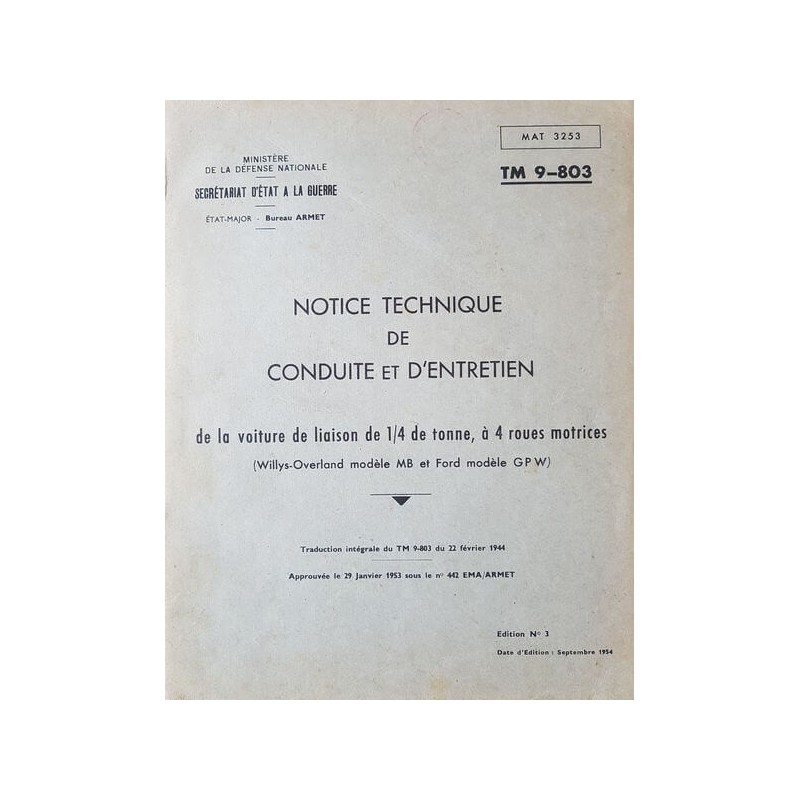 MAT 3253
TM 9-803
MINISTÈRE
DE LA DÉFENSE NATIONALE
SECRÉTARIAT D'ÉTAT A LA GUERRE
ÉTAT-MAJOR - Bureau ARMET
NOTICE TECHNIQUE
DE
CONDUITE ET D'ENTRETIEN
de la voiture de liaison de 1/4 de tonne, à 4 roues motrices
(Willys-Overland modèle MB et Ford modèle GPW)
Traduction intégrale du TM 9-803 du 22 février 1944
Approuvée le 29 Janvier 1953 sous le n° 442 EMA/ARMET
Edition N° 3
Date d'Edition : Septembre 1954